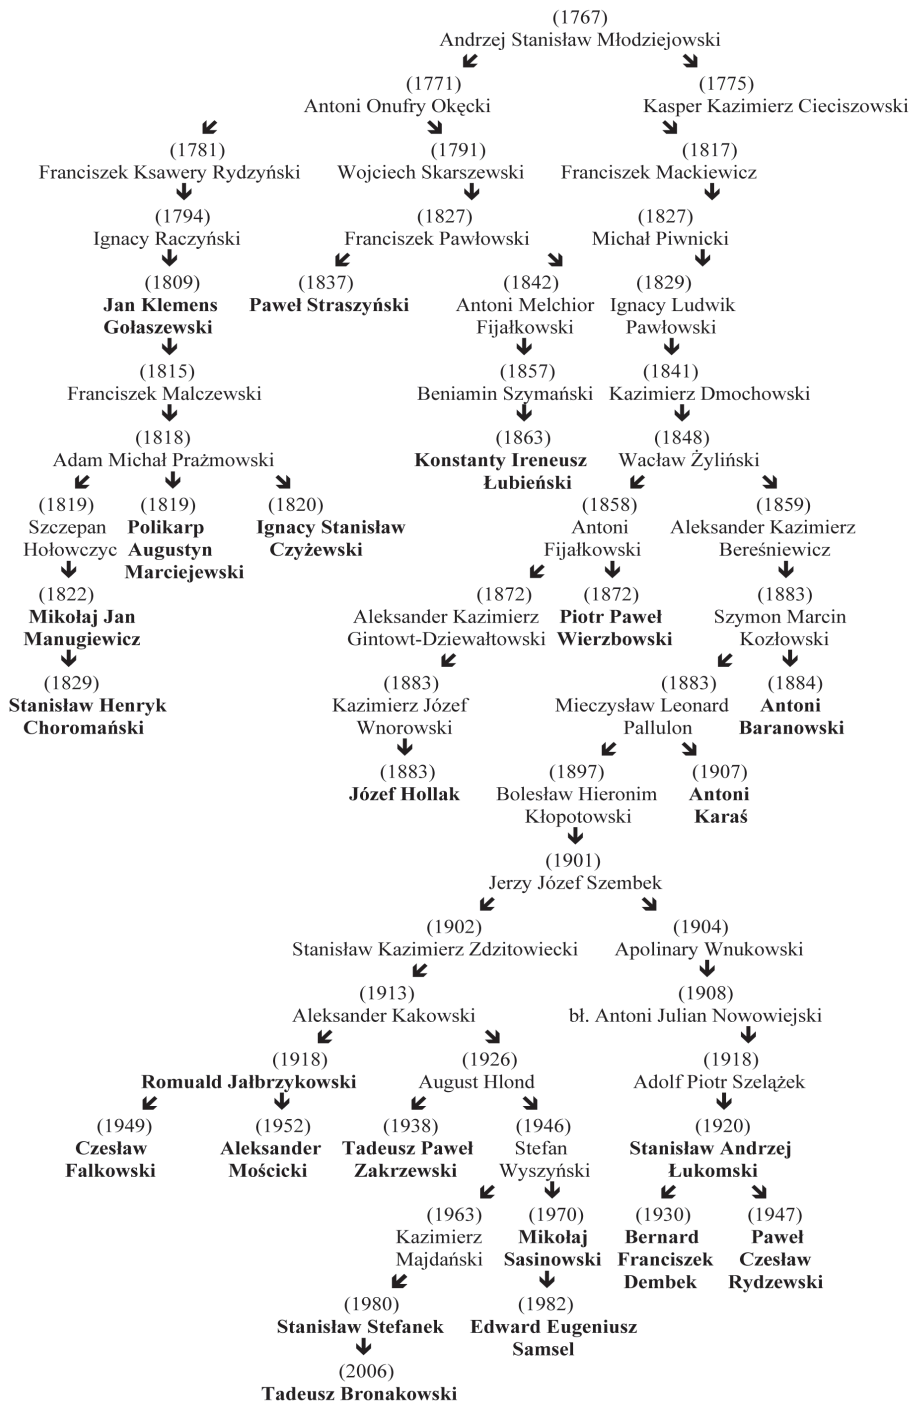 (1767)
Andrzej Stanisław Młodziejowski
(1771)
Antoni Onufry Okęcki
(1775)
Kasper Kazimierz Cieciszowski
(1781)
Franciszek Ksawery Rydzyński
(1791)
Wojciech Skarszewski
(1817)
Franciszek Mackiewicz
(1794)
Ignacy Raczyński
(1827)
Franciszek Pawłowski
(1827)
Michał Piwnicki
(1809)
Jan Klemens
Gołaszewski
(1837)
Paweł Straszyński
(1842)
Antoni Melchior
Fijałkowski
(1829)
Ignacy Ludwik
Pawłowski
(1815)
Franciszek Malczewski
(1857)
Beniamin Szymański
(1841)
Kazimierz Dmochowski
(1818)
Adam Michał Prażmowski
(1863)
Konstanty Ireneusz
Łubieński
(1848)
Wacław Żyliński
(1819)
Szczepan
Hołowczyc
(1819)
Polikarp
Augustyn
Marciejewski
(1820)
Ignacy Stanisław
Czyżewski
(1858)
Antoni
Fijałkowski
(1859)
Aleksander Kazimierz
Bereśniewicz
(1822)
Mikołaj Jan
Manugiewicz
(1872)
Aleksander Kazimierz
Gintowt-Dziewałtowski
(1872)
Piotr Paweł
Wierzbowski
(1883)
Szymon Marcin
Kozłowski
(1829)
Stanisław Henryk
Choromański
(1883)
Kazimierz Józef
Wnorowski
(1883)
Mieczysław Leonard
Pallulon
(1884)
Antoni
Baranowski
(1883)
Józef Hollak
(1897)
Bolesław Hieronim
Kłopotowski
(1907)
Antoni
Karaś
(1901)
Jerzy Józef Szembek
(1902)
Stanisław Kazimierz Zdzitowiecki
(1904)
Apolinary Wnukowski
(1913)
Aleksander Kakowski
(1908)
bł. Antoni Julian Nowowiejski
(1918)
Romuald Jałbrzykowski
(1926)
August Hlond
(1918)
Adolf Piotr Szelążek
(1949)
Czesław
Falkowski
(1952)
Aleksander
Mościcki
(1938)
Tadeusz Paweł
Zakrzewski
(1946)
Stefan
Wyszyński
(1920)
Stanisław Andrzej
Łukomski
(1963)
Kazimierz
Majdański
(1970)
Mikołaj
Sasinowski
(1930)
Bernard
Franciszek
Dembek
(1947)
Paweł
Czesław
Rydzewski
(1980)
Stanisław Stefanek
(1982)
Edward Eugeniusz
Samsel
(2006)
Tadeusz Bronakowski